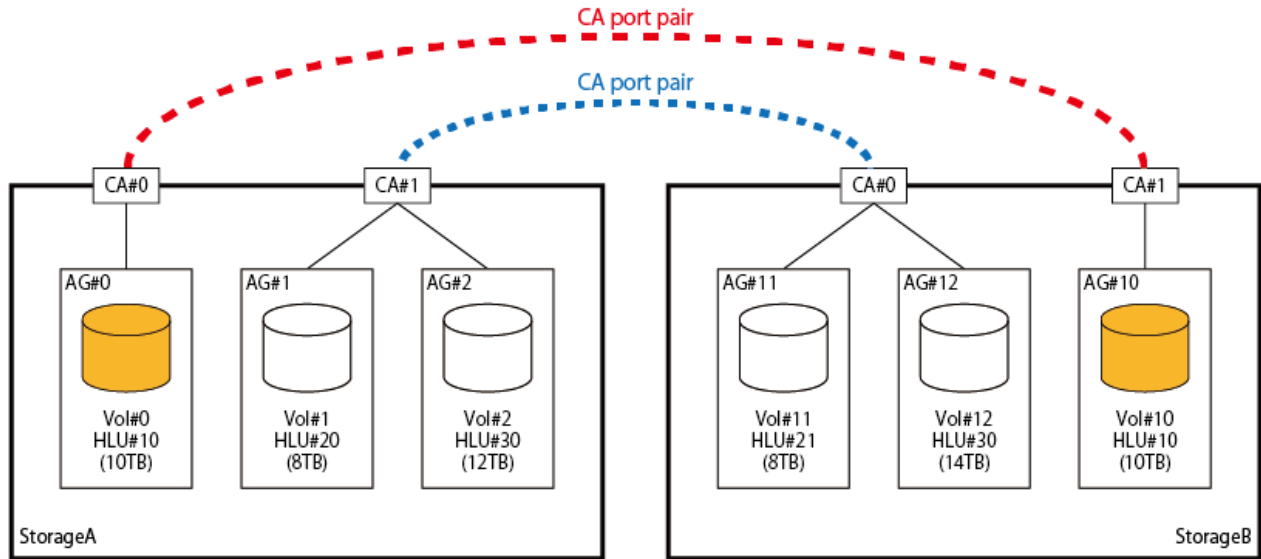 CA port pair
CA port pair
CA#0
CA#1
CA#0
CA#1
AG#0
Vol#0
HLU#10
(10TB)
AG#1
Vol#1
HLU#20
(8TB)
AG#2
Vol#2
HLU#30
(12TB)
StorageA
AG#11
Vol#11
HLU#21
(8TB)
AG#12
Vol#12
HLU#30
(14TB)
AG#10
Vol#10
HLU#10
(10TB)
StorageB